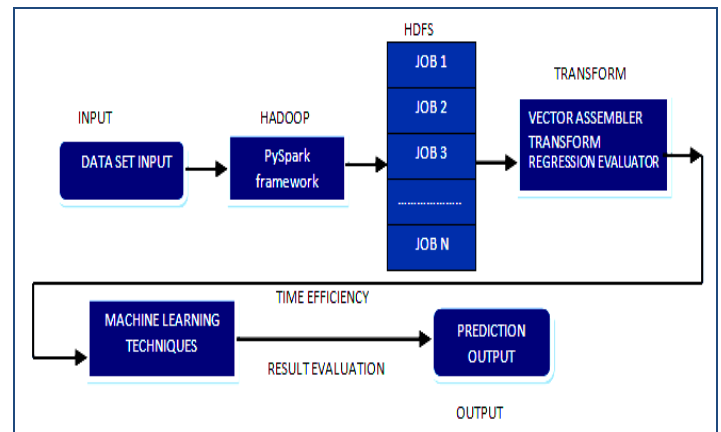 HDFS
JOB 1
JOB 2
JOB 3
....................
JOB N
INPUT
DATA SET INPUT
HADOOP
PySpark
framework
TRANSFORM
VECTOR ASSEMBLER
TRANSFORM
REGRESSION EVALUATOR
MACHINE LEARNING
TECHNIQUES
TIME EFFICIENCY
RESULT EVALUATION
PREDICTION
OUTPUT
OUTPUT